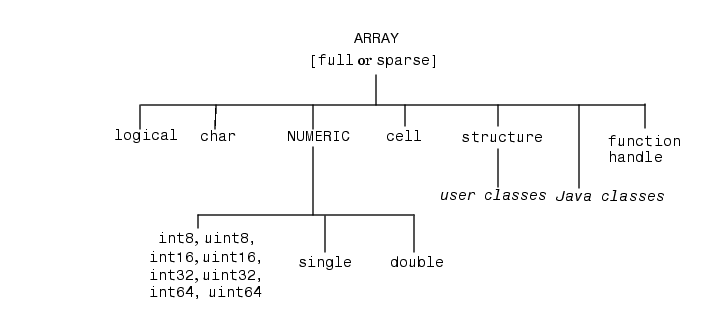 ARRAY
[full or sparse]
logical char NUMERIC cell structure function
handle
user classes Java classes
int8, uint8,
int16, uint16,
int32, uint32,
int64, uint64
single double